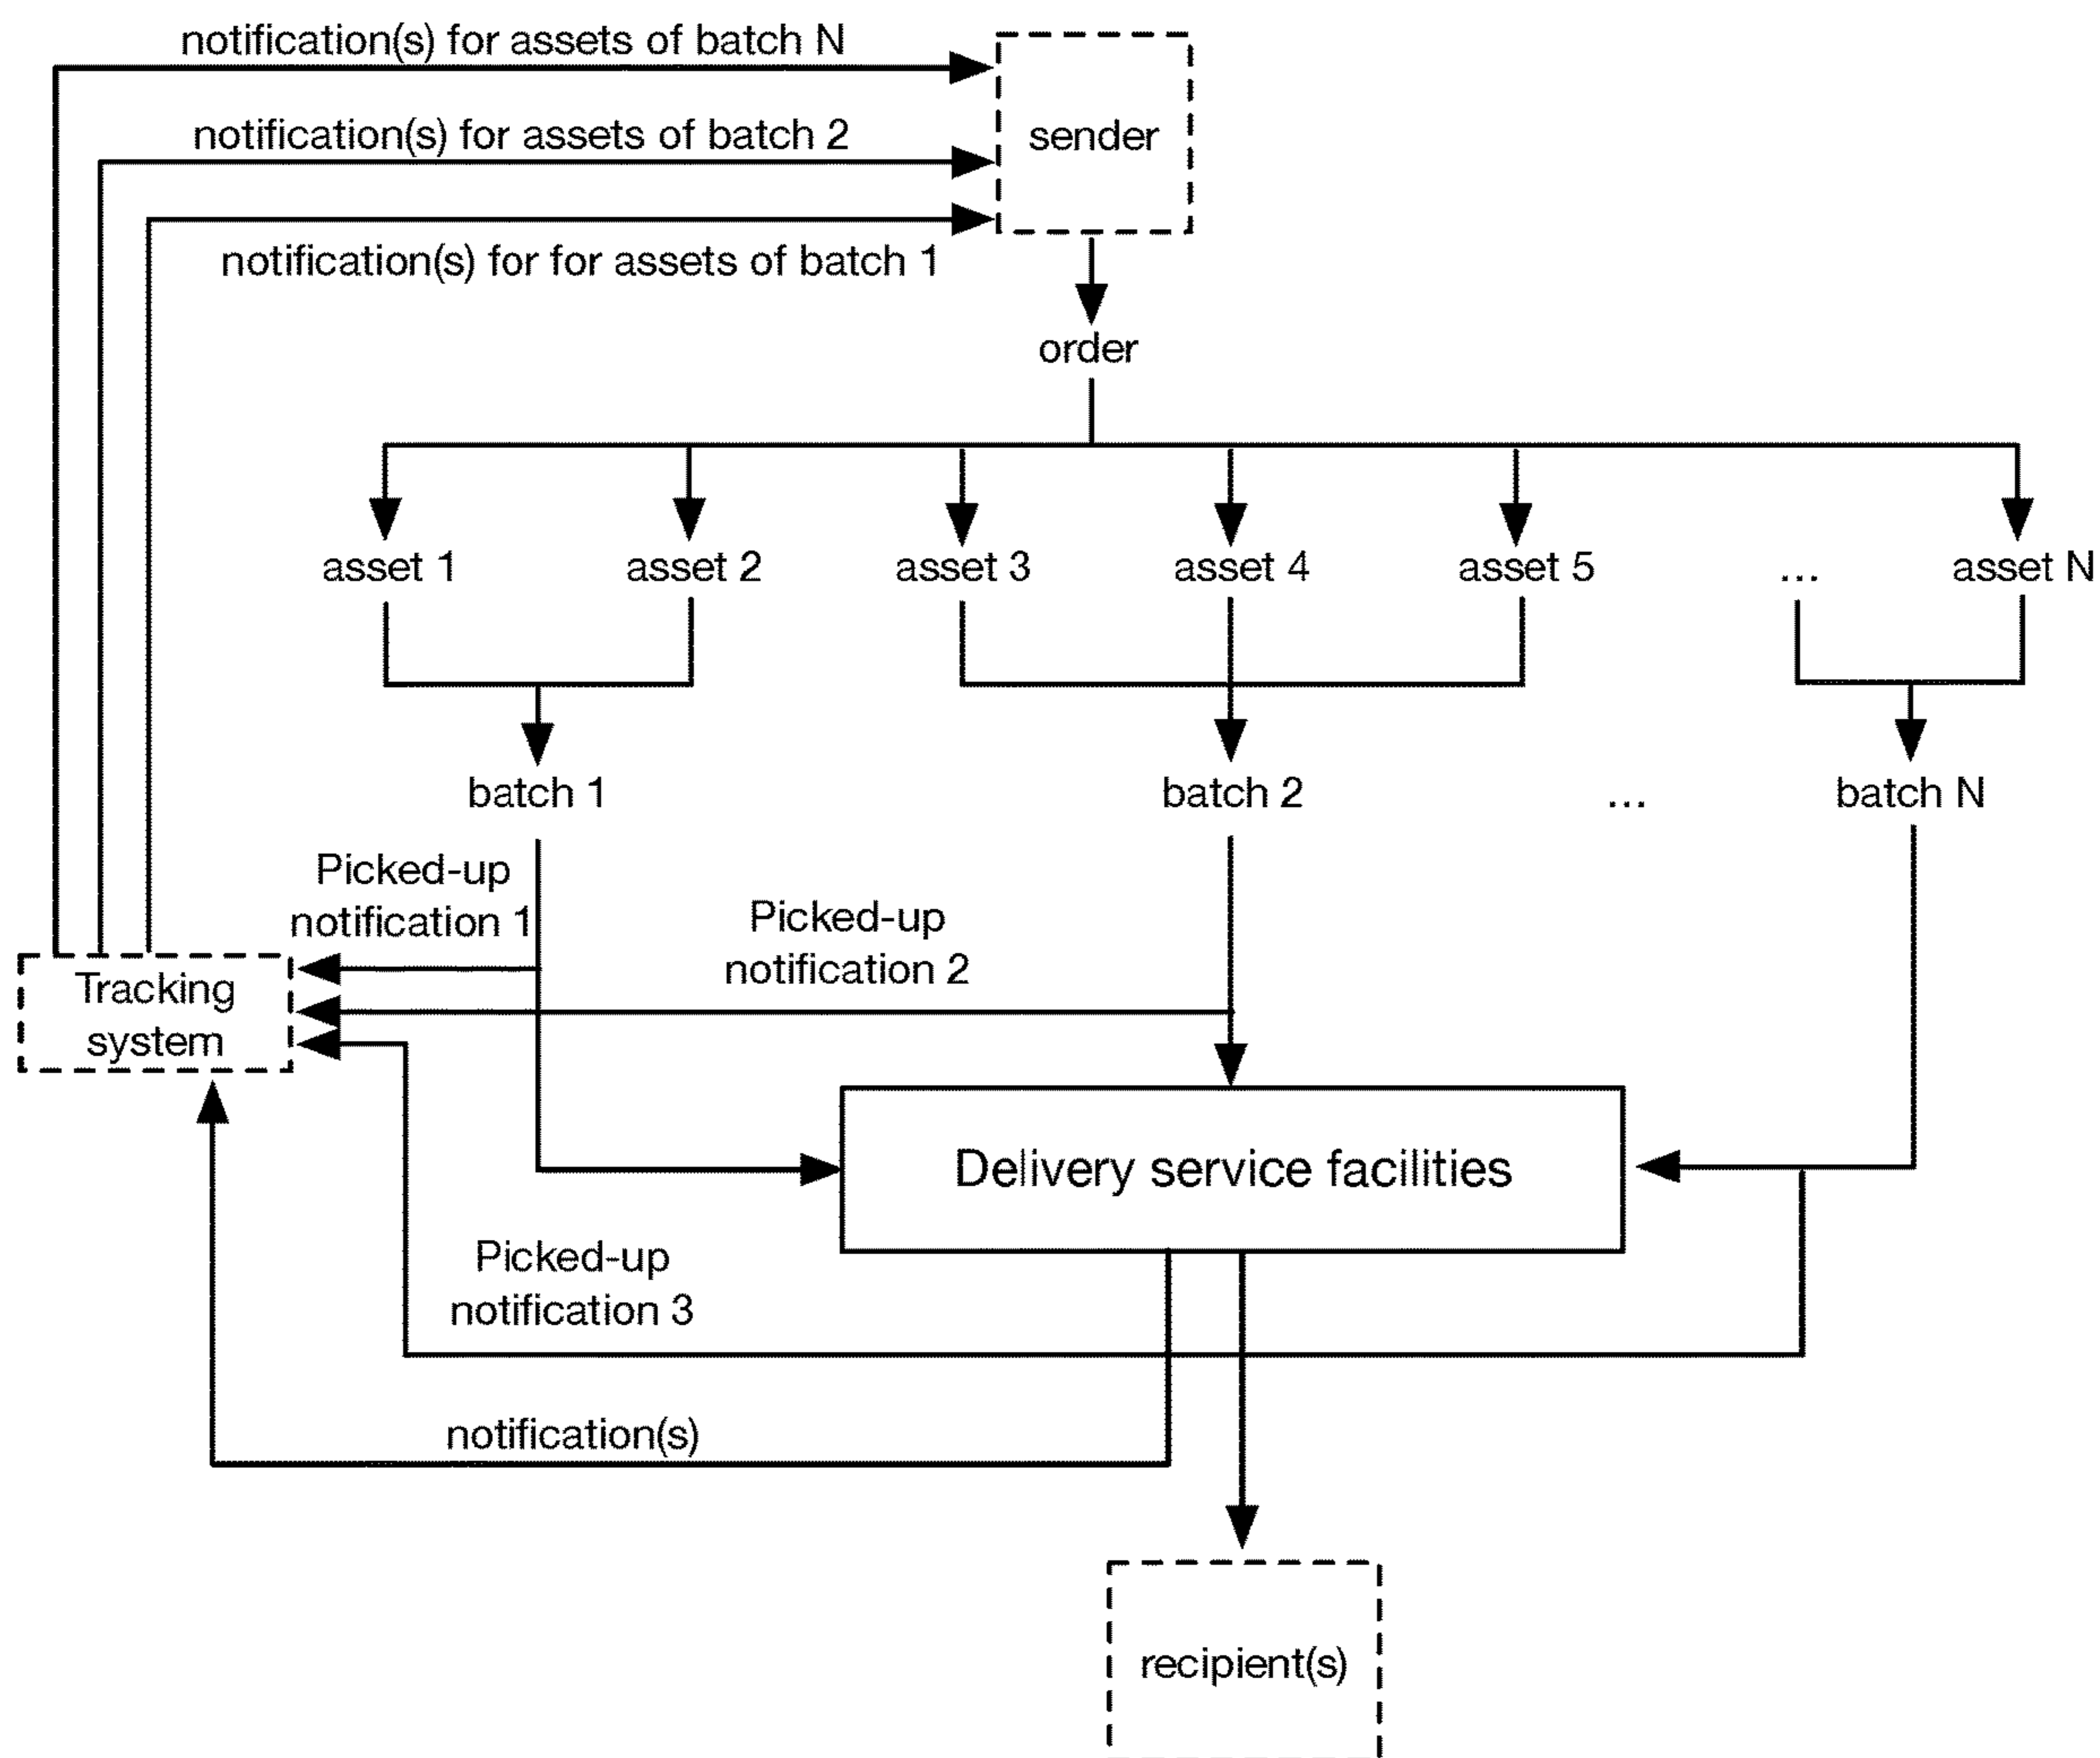 notification(s) for assets of batch N
notification(s) for assets of batch 2
sender
notification(s) for for assets of batch 1
order
asset 1
asset 2
asset 3
asset 4
asset 5
...
asset N
batch 1
batch 2
...
batch N
Picked-up
notification 1
Picked-up
notification 2
Tracking
system
Delivery service facilities
Picked-up
notification 3
notification(s)
recipient(s)